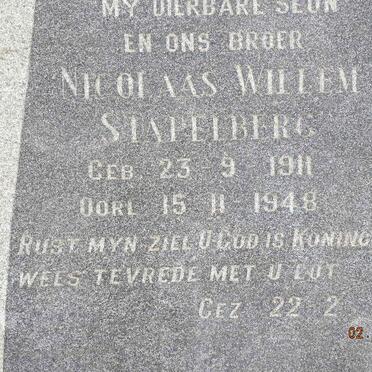 MY DIERBARE SEUN
EN ONS BROER
NICOLAAS WILLEM
STAPELBERG
GEB 23 9 1911
OORL 15 11 1948
RUST MYN ZIEL U GOD IS KONING
WEES TEVREDE MET U LOT
GEZ 22 2
02.